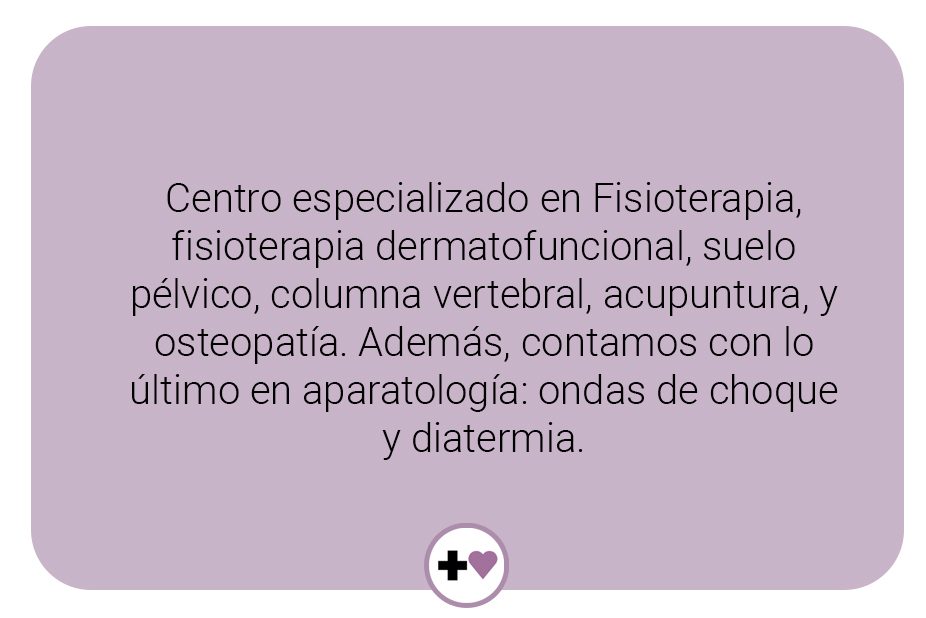 Centro especializado en Fisioterapia,
fisioterapia dermatofuncional, suelo
pélvico, columna vertebral, acupuntura, y
osteopatía. Además, contamos con lo
último en aparatología: ondas de choque
y diatermia.